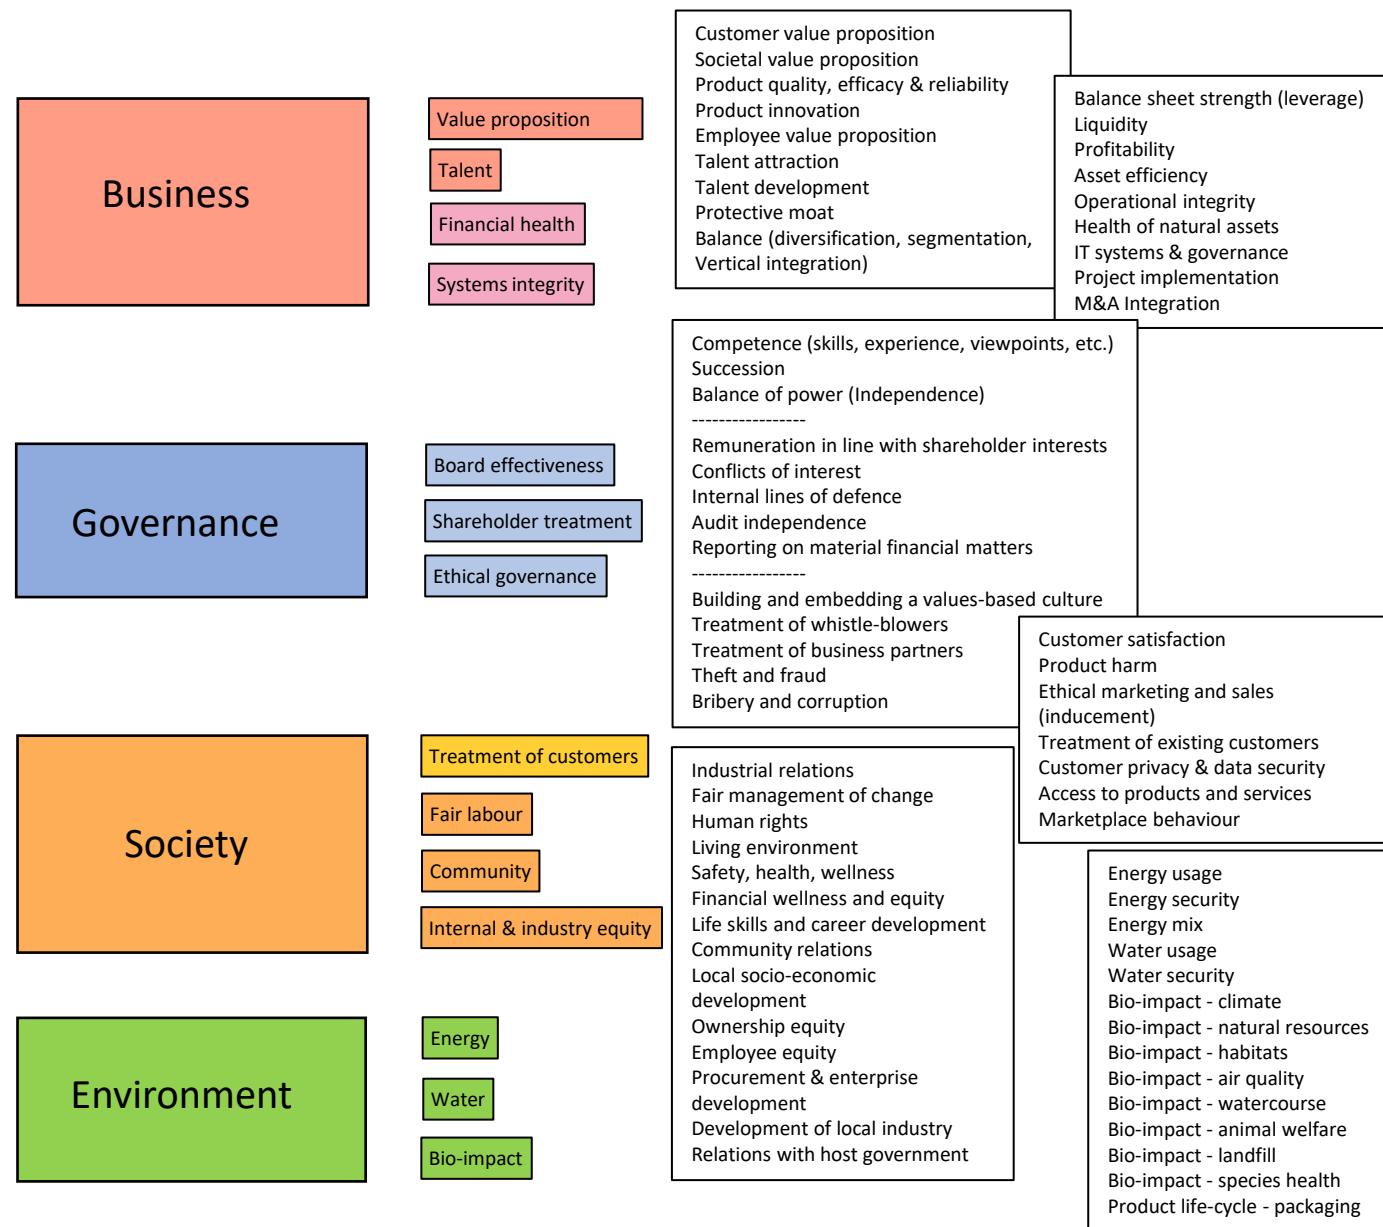 Business
Value proposition
Talent
Financial health
Systems integrity
Customer value proposition
Societal value proposition
Product quality, efficacy & reliability
Product innovation
Employee value proposition
Talent attraction
Talent development
Protective moat
Balance (diversification, segmentation,
Vertical integration)
Balance sheet strength (leverage)
Liquidity
Profitability
Asset efficiency
Operational integrity
Health of natural assets
IT systems & governance
Project implementation
M&A Integration
Governance
Board effectiveness
Shareholder treatment
Ethical governance
Competence (skills, experience, viewpoints, etc.)
Succession
Balance of power (Independence)
-----------------
Remuneration in line with shareholder interests
Conflicts of interest
Internal lines of defence
Audit independence
Reporting on material financial matters
-----------------
Building and embedding a values-based culture
Treatment of whistle-blowers
Treatment of business partners
Theft and fraud
Bribery and corruption
Society
Treatment of customers
Fair labour
Community
Internal & industry equity
Customer satisfaction
Product harm
Ethical marketing and sales
(inducement)
Treatment of existing customers
Customer privacy & data security
Access to products and services
Marketplace behaviour
Industrial relations
Fair management of change
Human rights
Living environment
Safety, health, wellness
Financial wellness and equity
Life skills and career development
Community relations
Local socio-economic
development
Ownership equity
Employee equity
Procurement & enterprise
development
Development of local industry
Relations with host government
Environment
Energy
Water
Bio-impact
Energy usage
Energy security
Energy mix
Water usage
Water security
Bio-impact - climate
Bio-impact - natural resources
Bio-impact - habitats
Bio-impact - air quality
Bio-impact - watercourse
Bio-impact - animal welfare
Bio-impact - landfill
Bio-impact - species health
Product life-cycle - packaging